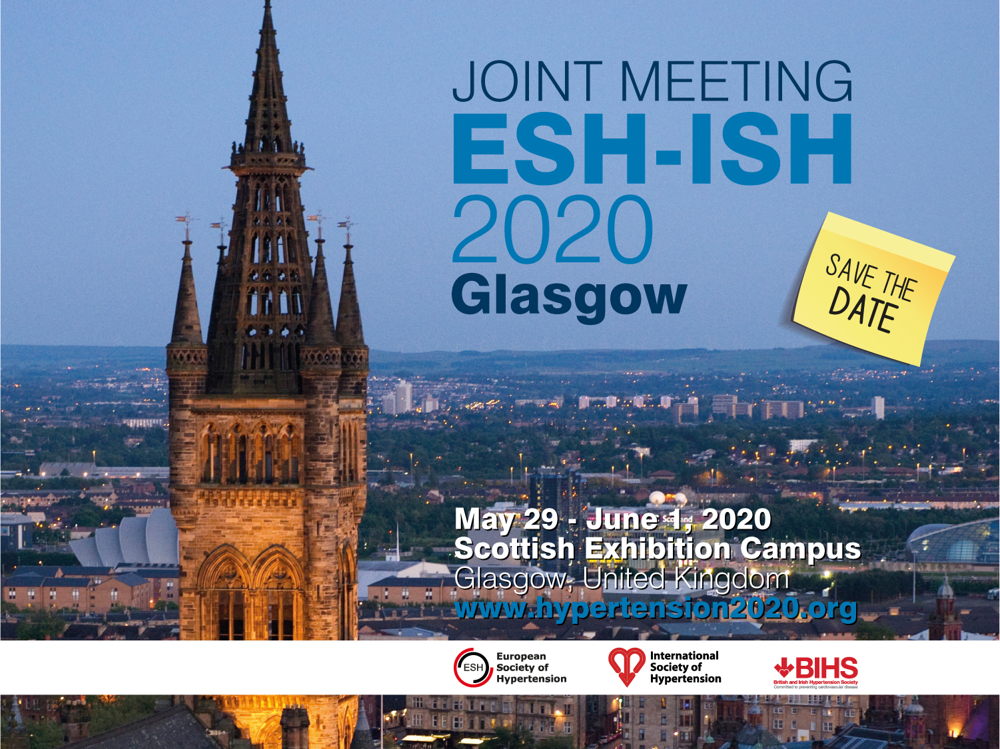 JOINT MEETING
ESH-ISH
2020
Glasgow
SAVE THE
DATE
May 29 - June 1, 2020
Scottish Exhibition Campus
Glasgow, United Kingdom
www.hypertension2020.org
ESH
European
Society of
Hypertension
International
Society of
Hypertension
BIHS
British and Irish Hypertension Society
Committed to preventing cardiovascular disease